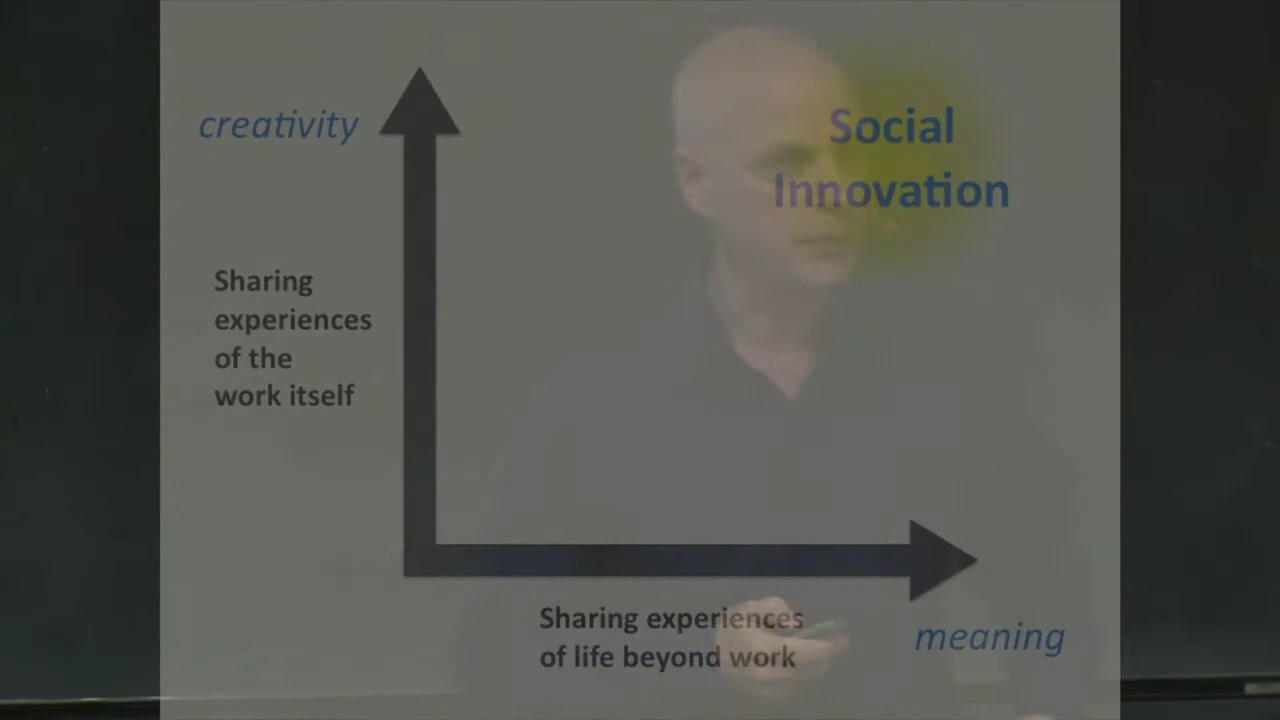 creativity
Social
Innovation
Sharing
experiences
of the
work itself
Sharing experiences
of life beyond work
meaning